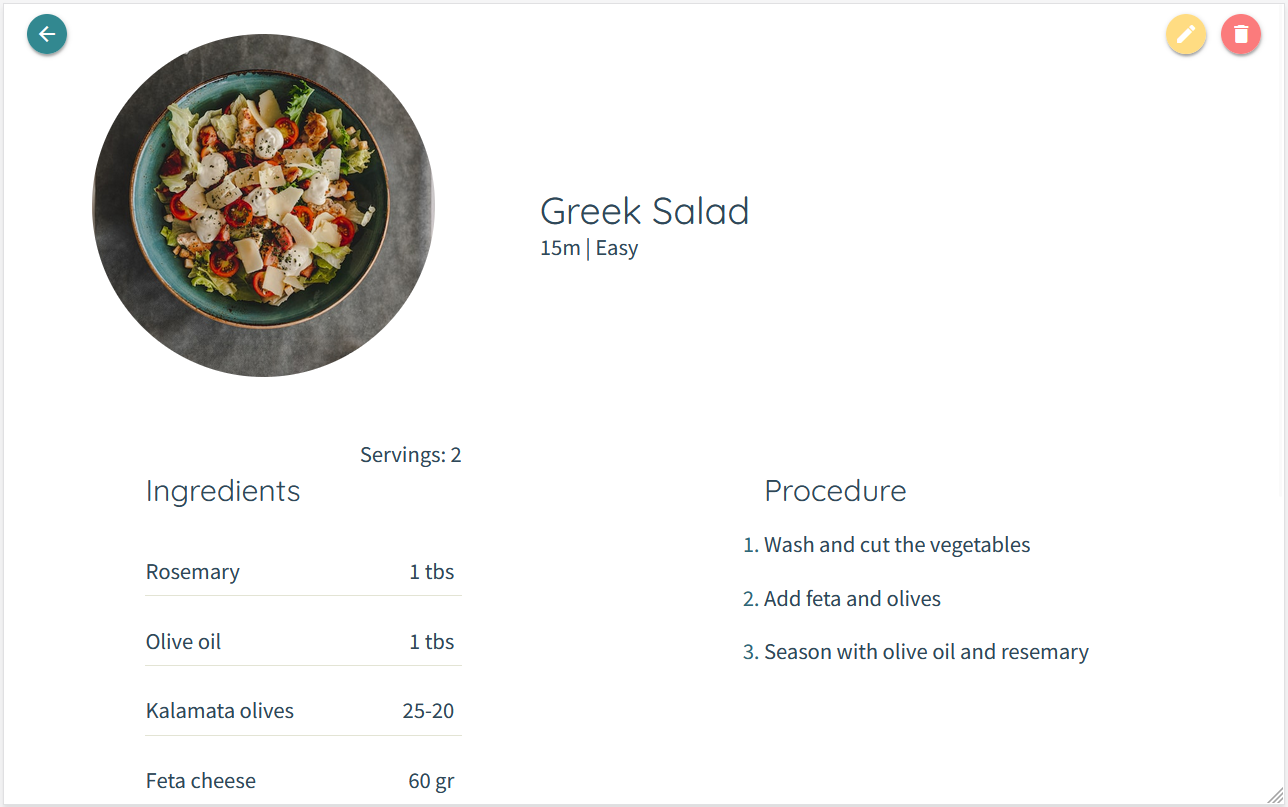 Greek Salad
15m | Easy
Servings: 2
Ingredients
Rosemary 1 tbs
Olive oil 1 tbs
Kalamata olives 25-20
Feta cheese 60 gr
Procedure
1. Wash and cut the vegetables
2. Add feta and olives
3. Season with olive oil and resemary